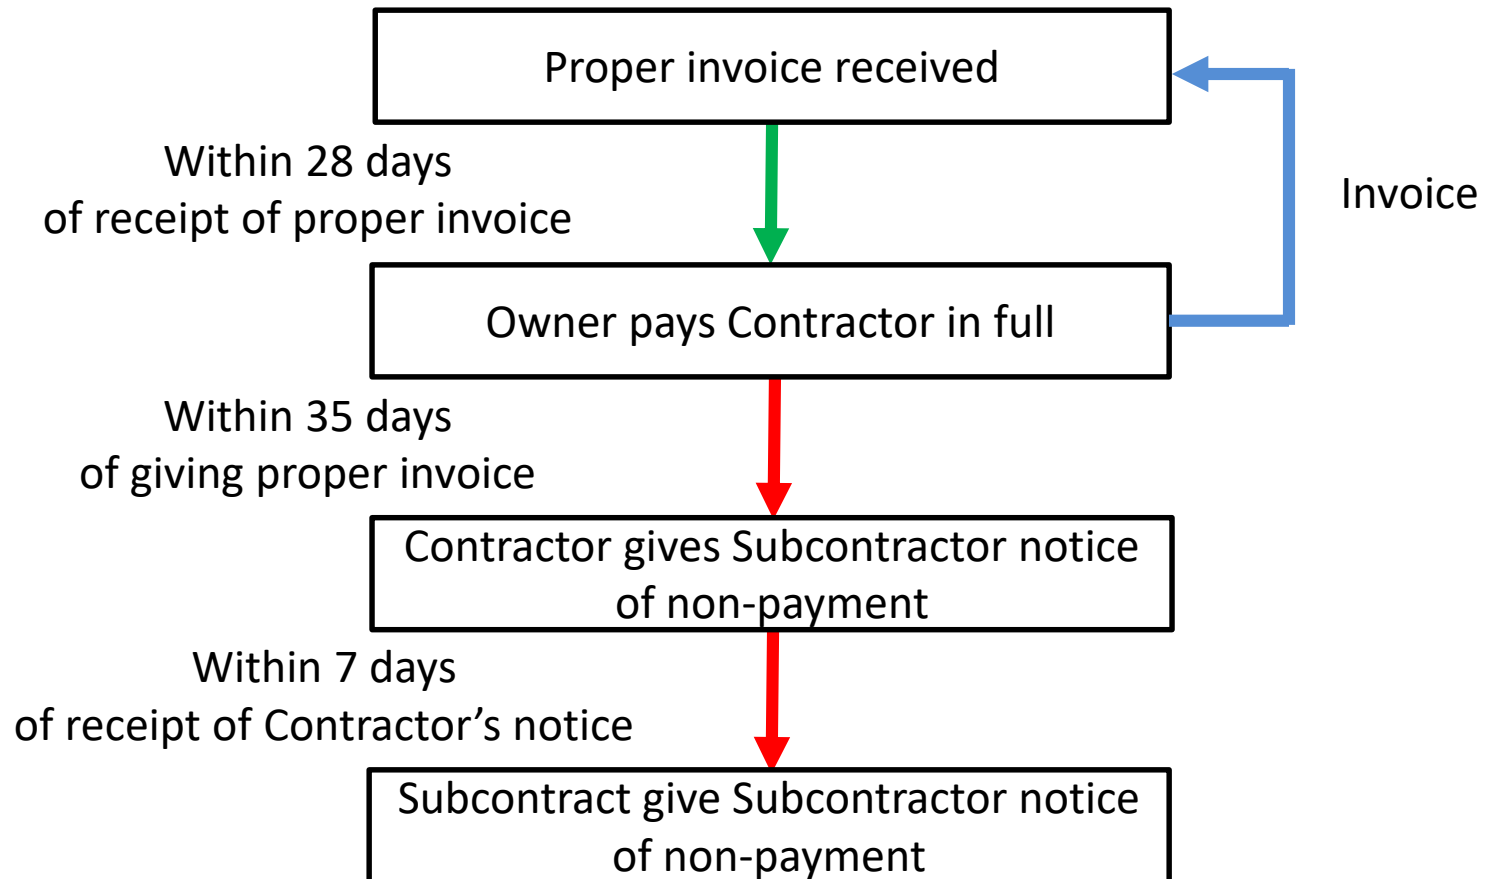 Proper invoice received
Within 28 days
of receipt of proper invoice
Invoice
Owner pays Contractor in full
Within 35 days
of giving proper invoice
Contractor gives Subcontractor notice
of non-payment
Within 7 days
of receipt of Contractor’s notice
Subcontract give Subcontractor notice
of non-payment